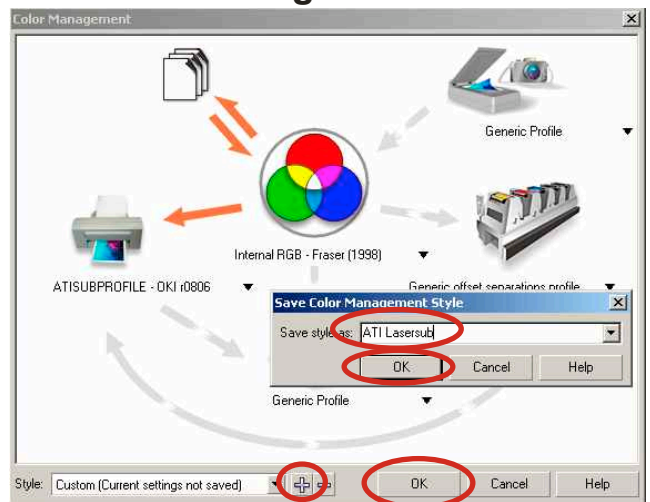 Color Management
Generic Profile
Internal RGB - Fraser (1998)
ATISUBPROFILE - OKI r0806
Generic offset separations profile
Save Color Management Style
Save style as: ATI Lasersub
OK Cancel Help
Generic Profile
Style: Custom (Current settings not saved) OK Cancel Help